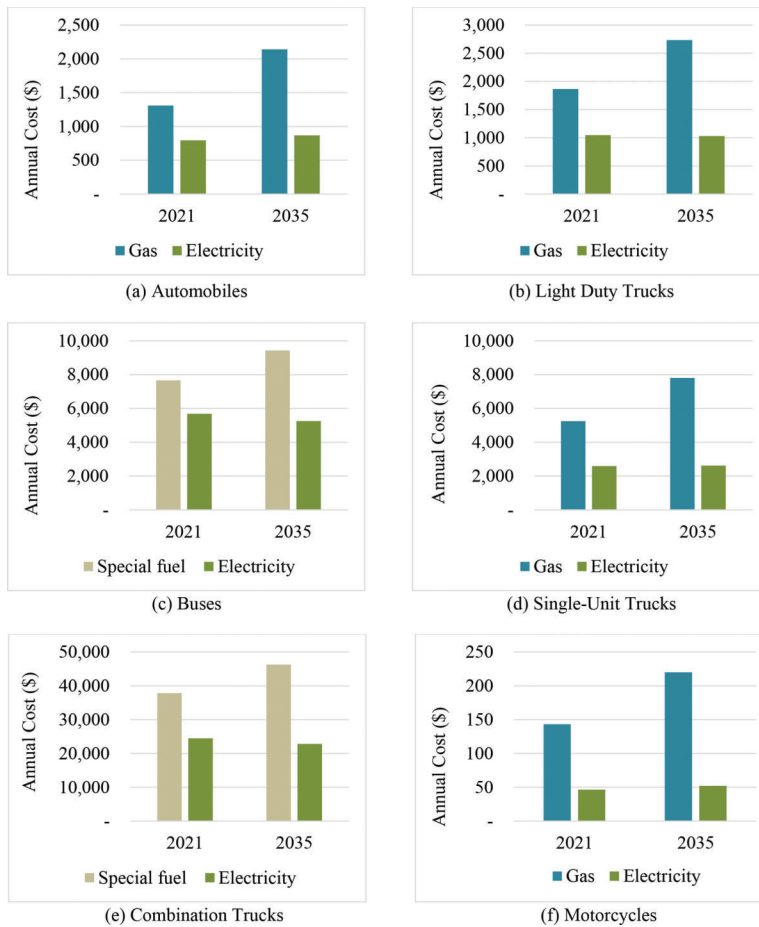 2,500
2,000
1,500
1,000
500
-
Annual Cost ($)
2021 2035
Gas Electricity
(a) Automobiles
3,000
2,500
2,000
1,500
1,000
500
-
Annual Cost ($)
2021 2035
Gas Electricity
(b) Light Duty Trucks
10,000
8,000
6,000
4,000
2,000
-
Annual Cost ($)
2021 2035
Special fuel Electricity
(c) Buses
10,000
8,000
6,000
4,000
2,000
-
Annual Cost ($)
2021 2035
Gas Electricity
(d) Single-Unit Trucks
50,000
40,000
30,000
20,000
10,000
-
Annual Cost ($)
2021 2035
Special fuel Electricity
(e) Combination Trucks
250
200
150
100
50
-
Annual Cost ($)
2021 2035
Gas Electricity
(f) Motorcycles